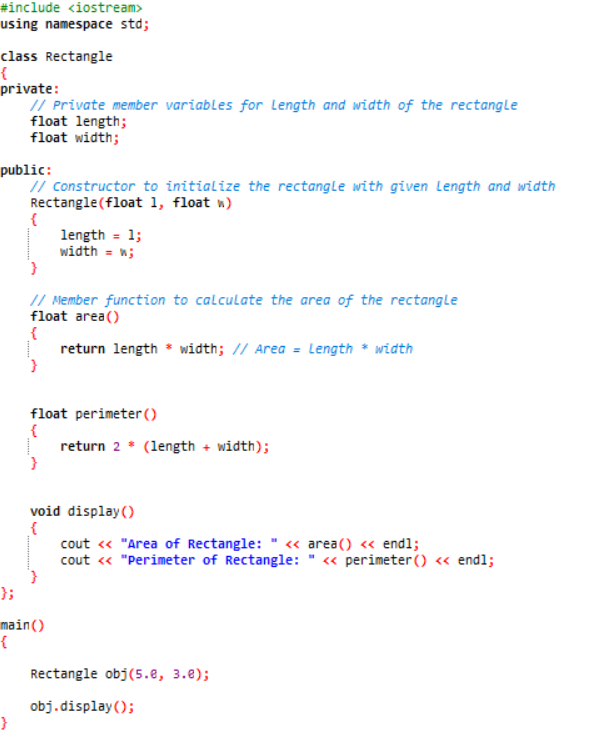 #include <iostream>
using namespace std;
class Rectangle
{
private:
// Private member variables for length and width of the rectangle
float length;
float width;
public:
// Constructor to initialize the rectangle with given length and width
Rectangle(float l, float w)
{
length = l;
width = w;
}
// Member function to calculate the area of the rectangle
float area()
{
return length * width; // Area = length * width
}
float perimeter()
{
return 2 * (length + width);
}
void display()
{
cout << "Area of Rectangle: " << area() << endl;
cout << "Perimeter of Rectangle: " << perimeter() << endl;
}
};
main()
{
Rectangle obj(5.0, 3.0);
obj.display();
}